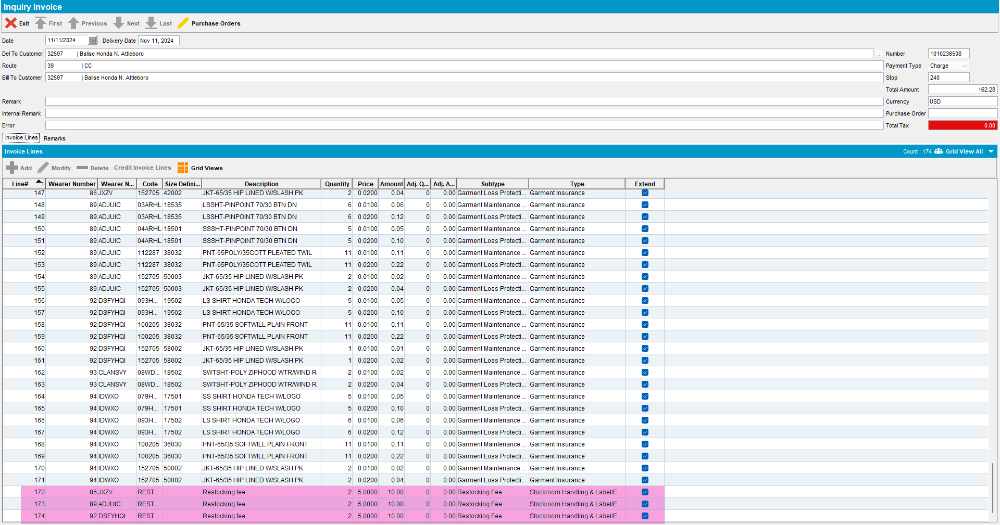 Inquiry Invoice
Exit First Previous Next Last Purchase Orders
Date 11/11/2024 16 Delivery Date Nov 11, 2024
Del To Customer 32597 | Balise Honda N. Attleboro ... Number 1010236508
Route 39 | CC Payment Type Charge
Bill To Customer 32597 | Balise Honda N. Attleboro Stop 240
Total Amount 162.28
Remark Currency USD
Internal Remark Purchase Order
Error Total Tax 0.00
Invoice Lines Remarks
Invoice Lines Count : 174 Grid View All
Add Modify Delete Credit Invoice Lines Grid Views
Line# 1 Wearer Number Wearer N... Code Size Defini... Description Quantity Price Amount Adj. Q... Adj. A... Subtype Type Extend
147 86 JXZV 152705 42002 JKT-65/35 HIP LINED W/SLASH PK 2 0.0200 0.04 0 0.00 Garment Loss Protecti... Garment Insurance
148 89 ADJUIC 03ARHL 18535 LSSHT-PINPOINT 70/30 BTN DN 6 0.0100 0.06 0 0.00 Garment Maintenance ... Garment Insurance
149 89 ADJUIC 03ARHL 18535 LSSHT-PINPOINT 70/30 BTN DN 6 0.0200 0.12 0 0.00 Garment Loss Protecti... Garment Insurance
150 89 ADJUIC 04ARHL 18501 SSSHT-PINPOINT 70/30 BTN DN 5 0.0100 0.05 0 0.00 Garment Maintenance ... Garment Insurance
151 89 ADJUIC 04ARHL 18501 SSSHT-PINPOINT 70/30 BTN DN 5 0.0200 0.10 0 0.00 Garment Loss Protecti... Garment Insurance
152 89 ADJUIC 112287 38032 PNT-65POLY/35COTT PLEATED TWIL 11 0.0100 0.11 0 0.00 Garment Maintenance ... Garment Insurance
153 89 ADJUIC 112287 38032 PNT-65POLY/35COTT PLEATED TWIL 11 0.0200 0.22 0 0.00 Garment Loss Protecti... Garment Insurance
154 89 ADJUIC 152705 50003 JKT-65/35 HIP LINED W/SLASH PK 2 0.0100 0.02 0 0.00 Garment Maintenance ... Garment Insurance
155 89 ADJUIC 152705 50003 JKT-65/35 HIP LINED W/SLASH PK 2 0.0200 0.04 0 0.00 Garment Loss Protecti... Garment Insurance
156 92 DSFYHQI 093H... 19502 LS SHIRT HONDA TECH W/LOGO 5 0.0100 0.05 0 0.00 Garment Maintenance ... Garment Insurance
157 92 DSFYHQI 093H... 19502 LS SHIRT HONDA TECH W/LOGO 5 0.0200 0.10 0 0.00 Garment Loss Protecti... Garment Insurance
158 92 DSFYHQI 100205 38032 PNT-65/35 SOFTWILL PLAIN FRONT 11 0.0100 0.11 0 0.00 Garment Maintenance ... Garment Insurance
159 92 DSFYHQI 100205 38032 PNT-65/35 SOFTWILL PLAIN FRONT 11 0.0200 0.22 0 0.00 Garment Loss Protecti... Garment Insurance
160 92 DSFYHQI 152705 58002 JKT-65/35 HIP LINED W/SLASH PK 1 0.0100 0.01 0 0.00 Garment Maintenance ... Garment Insurance
161 92 DSFYHQI 152705 58002 JKT-65/35 HIP LINED W/SLASH PK 1 0.0200 0.02 0 0.00 Garment Loss Protecti... Garment Insurance
162 93 CLANSVY 08WD... 18502 SWTSHT-POLY ZIPHOOD WTR/WIND R 2 0.0100 0.02 0 0.00 Garment Maintenance ... Garment Insurance
163 93 CLANSVY 08WD... 18502 SWTSHT-POLY ZIPHOOD WTR/WIND R 2 0.0200 0.04 0 0.00 Garment Loss Protecti... Garment Insurance
164 94 IDWXO 079H... 17501 SS SHIRT HONDA TECH W/LOGO 5 0.0100 0.05 0 0.00 Garment Maintenance ... Garment Insurance
165 94 IDWXO 079H... 17501 SS SHIRT HONDA TECH W/LOGO 5 0.0200 0.10 0 0.00 Garment Loss Protecti... Garment Insurance
166 94 IDWXO 093H... 17502 LS SHIRT HONDA TECH W/LOGO 6 0.0100 0.06 0 0.00 Garment Maintenance ... Garment Insurance
167 94 IDWXO 093H... 17502 LS SHIRT HONDA TECH W/LOGO 6 0.0200 0.12 0 0.00 Garment Loss Protecti... Garment Insurance
168 94 IDWXO 100205 36030 PNT-65/35 SOFTWILL PLAIN FRONT 11 0.0100 0.11 0 0.00 Garment Maintenance ... Garment Insurance
169 94 IDWXO 100205 36030 PNT-65/35 SOFTWILL PLAIN FRONT 11 0.0200 0.22 0 0.00 Garment Loss Protecti... Garment Insurance
170 94 IDWXO 152705 50002 JKT-65/35 HIP LINED W/SLASH PK 2 0.0100 0.02 0 0.00 Garment Maintenance ... Garment Insurance
171 94 IDWXO 152705 50002 JKT-65/35 HIP LINED W/SLASH PK 2 0.0200 0.04 0 0.00 Garment Loss Protecti... Garment Insurance
172 86 JXZV REST... Restocking fee 2 5.0000 10.00 0 0.00 Restocking Fee Stockroom Handling & Label/E...
173 89 ADJUIC REST... Restocking fee 2 5.0000 10.00 0 0.00 Restocking Fee Stockroom Handling & Label/E...
174 92 DSFYHQI REST... Restocking fee 2 5.0000 10.00 0 0.00 Restocking Fee Stockroom Handling & Label/E...